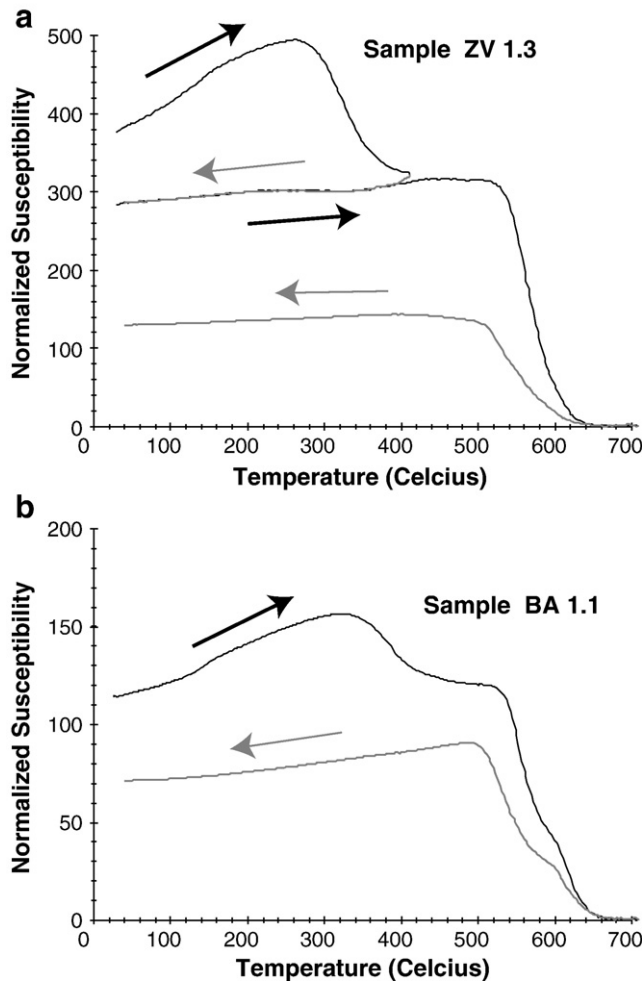 a
Sample ZV 1.3
Normalized Susceptibility
500
400
300
200
100
0
0 100 200 300 400 500 600 700
Temperature (Celcius)
b
Sample BA 1.1
Normalized Susceptibility
200
150
100
50
0
0 100 200 300 400 500 600 700
Temperature (Celcius)